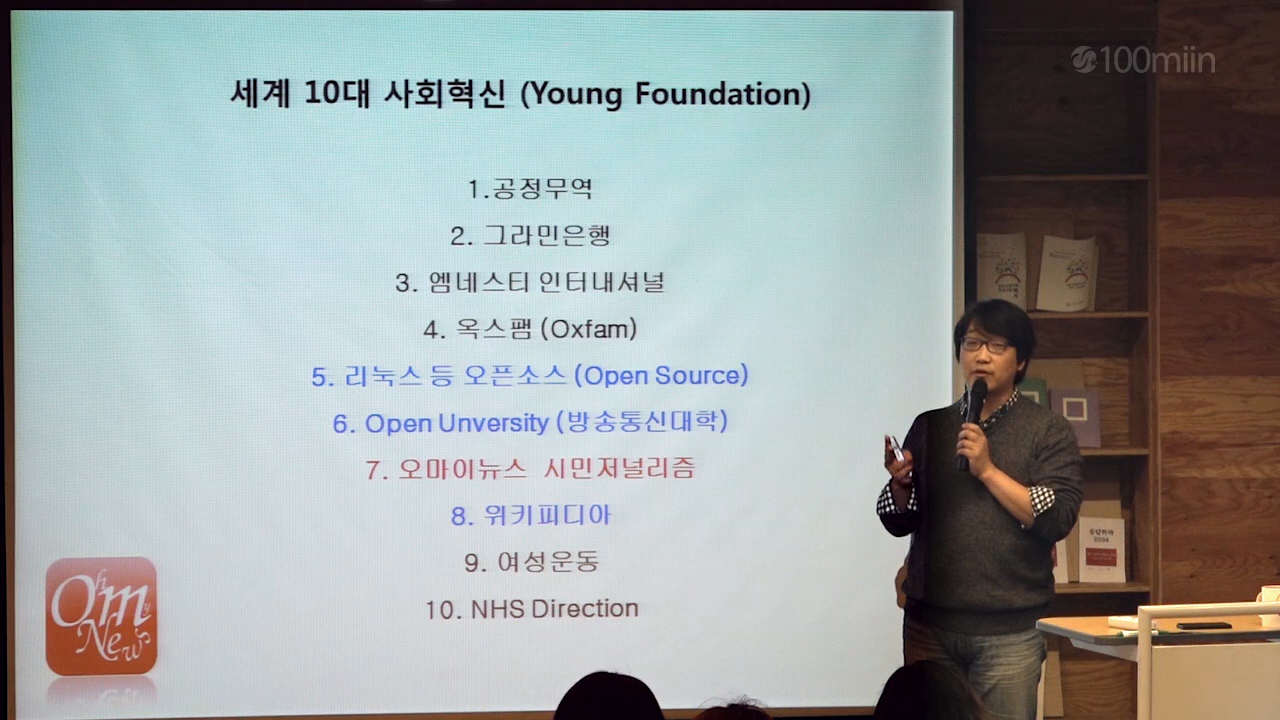 100miin
세계 10대 사회혁신 (Young Foundation)
1.공정무역
2. 그라민은행
3. 엠네스티 인터내셔널
4. 옥스팸 (Oxfam)
5. 리눅스 등 오픈소스 (Open Source)
6. Open Unversity (방송통신대학)
7. 오마이뉴스 시민저널리즘
8. 위키피디아
9. 여성운동
10. NHS Direction
Ohmy
News